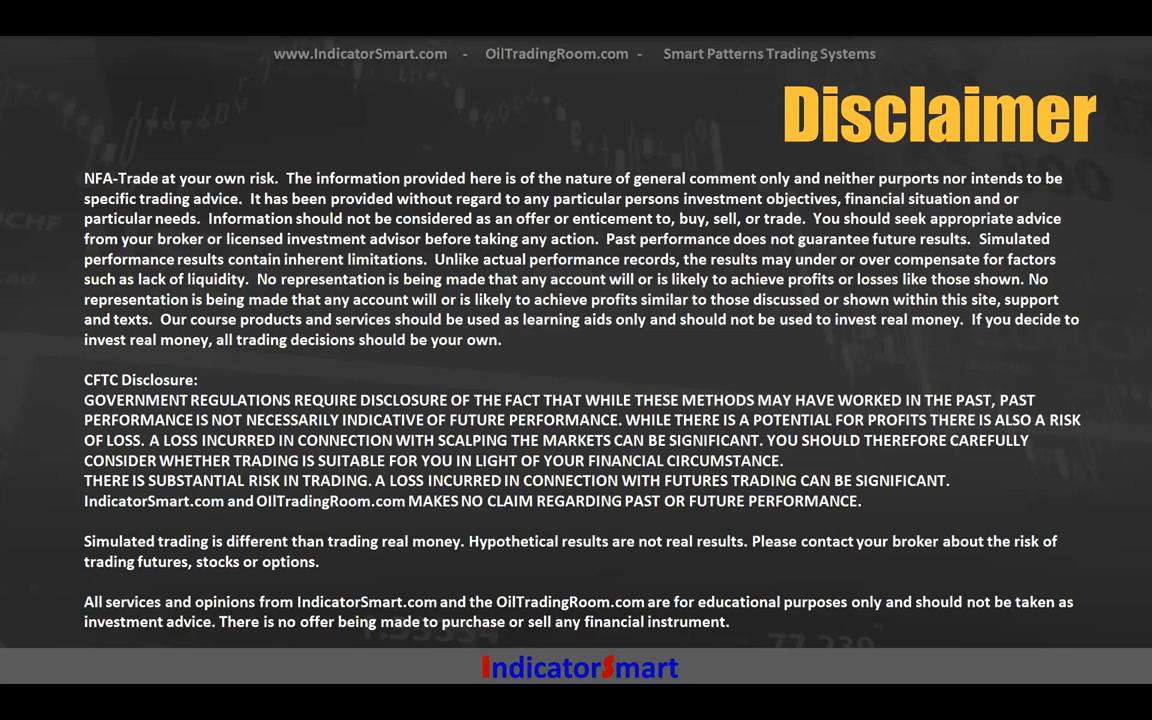 www.IndicatorSmart.com - OilTradingRoom.com - Smart Patterns Trading Systems
Disclaimer
NFA-Trade at your own risk. The information provided here is of the nature of general comment only and neither purports nor intends to be
specific trading advice. It has been provided without regard to any particular persons investment objectives, financial situation and or
particular needs. Information should not be considered as an offer or enticement to, buy, sell, or trade. You should seek appropriate advice
from your broker or licensed investment advisor before taking any action. Past performance does not guarantee future results. Simulated
performance results contain inherent limitations. Unlike actual performance records, the results may under or over compensate for factors
such as lack of liquidity. No representation is being made that any account will or is likely to achieve profits or losses like those shown. No
representation is being made that any account will or is likely to achieve profits similar to those discussed or shown within this site, support
and texts. Our course products and services should be used as learning aids only and should not be used to invest real money. If you decide to
invest real money, all trading decisions should be your own.
CFTC Disclosure:
GOVERNMENT REGULATIONS REQUIRE DISCLOSURE OF THE FACT THAT WHILE THESE METHODS MAY HAVE WORKED IN THE PAST, PAST
PERFORMANCE IS NOT NECESSARILY INDICATIVE OF FUTURE PERFORMANCE. WHILE THERE IS A POTENTIAL FOR PROFITS THERE IS ALSO A RISK
OF LOSS. A LOSS INCURRED IN CONNECTION WITH SCALPING THE MARKETS CAN BE SIGNIFICANT. YOU SHOULD THEREFORE CAREFULLY
CONSIDER WHETHER TRADING IS SUITABLE FOR YOU IN LIGHT OF YOUR FINANCIAL CIRCUMSTANCE.
THERE IS SUBSTANTIAL RISK IN TRADING. A LOSS INCURRED IN CONNECTION WITH FUTURES TRADING CAN BE SIGNIFICANT.
IndicatorSmart.com and OIlTradingRoom.com MAKES NO CLAIM REGARDING PAST OR FUTURE PERFORMANCE.
Simulated trading is different than trading real money. Hypothetical results are not real results. Please contact your broker about the risk of
trading futures, stocks or options.
All services and opinions from IndicatorSmart.com and the OilTradingRoom.com are for educational purposes only and should not be taken as
investment advice. There is no offer being made to purchase or sell any financial instrument.
77.239
IndicatorSmart